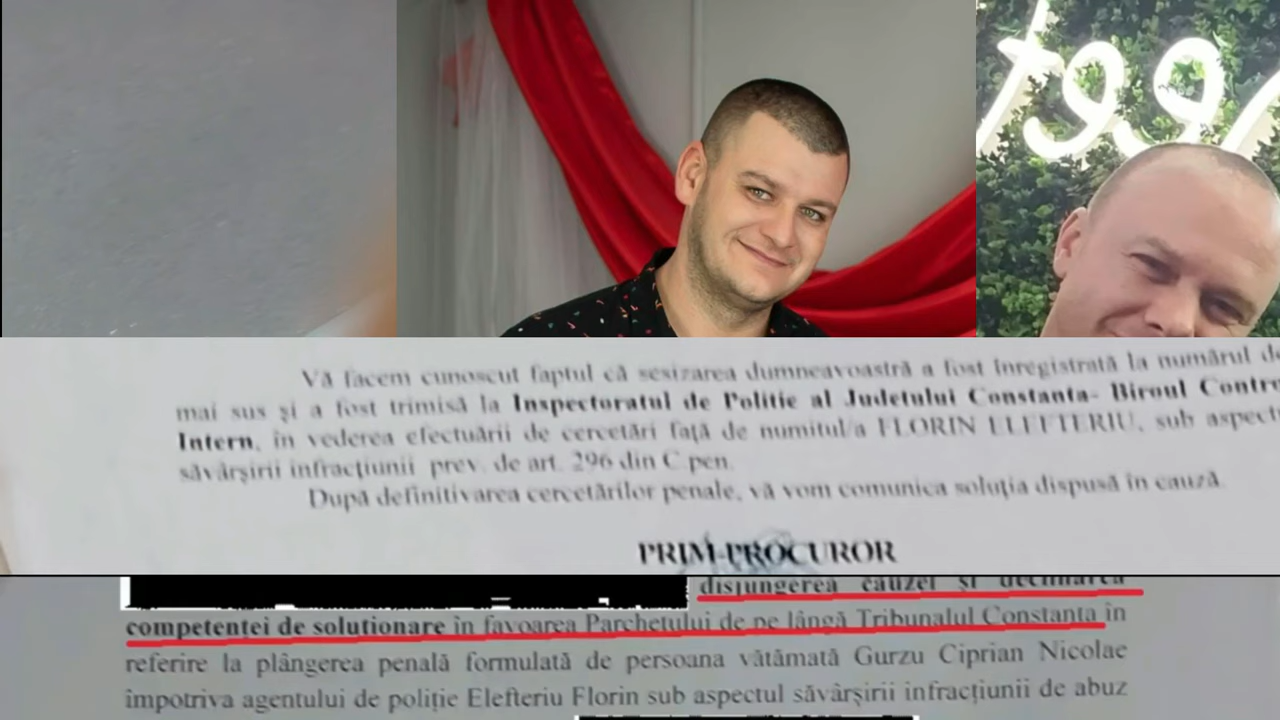 1997
Vă facem cunoscut faptul că sesizarea dumneavoastră a fost înregistrată la numărul de
mai sus și a fost trimisă la Inspectoratul de Politie al Judetului Constanta- Biroul Contro
Intern, în vederea efectuării de cercetări față de numitul/a FLORIN ELEFTERIU, sub aspect
săvârșirii infracțiunii prev. de art. 296 din C.pen.
După definitivarea cercetărilor penale, vă vom comunica soluția dispusă în cauză.
PRIM-PROCUROR
disjungerea cauzei și declinarea
competenței de soluționare în favoarea Parchetului de pe lângă Tribunalul Constanta în
referire la plângerea penală formulată de persoana vătămată Gurzu Ciprian Nicolae
împotriva agentului de poliție Elefteriu Florin sub aspectul săvârșirii infracțiunii de abuz